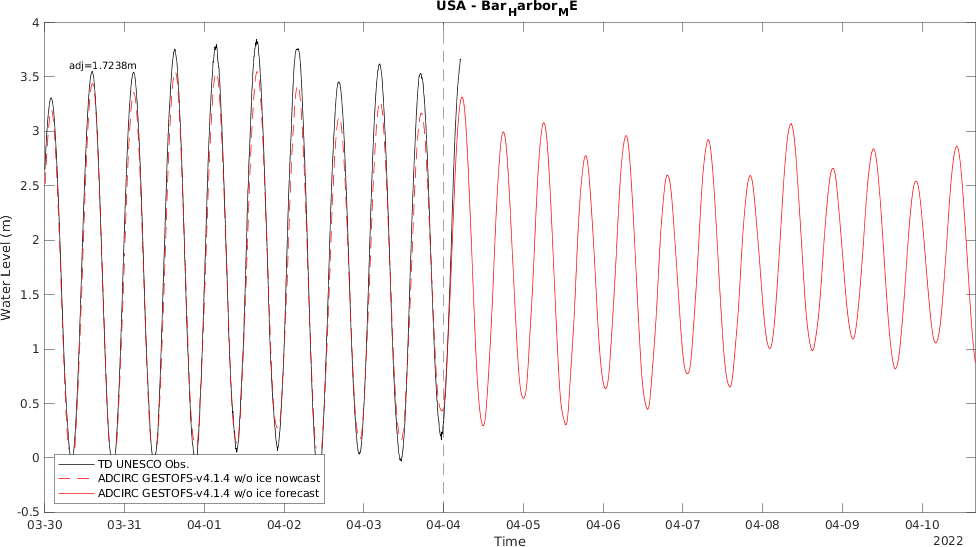 USA - Bar_Harbor_ME
4
adj=1.7238m
3.5
3
2.5
2
1.5
1
0.5
0
-0.5
Water Level (m)
TD UNESCO Obs.
ADCIRC GESTOFS-v4.1.4 w/o ice nowcast
ADCIRC GESTOFS-v4.1.4 w/o ice forecast
03-30 03-31 04-01 04-02 04-03 04-04 04-05 04-06 04-07 04-08 04-09 04-10
Time
2022